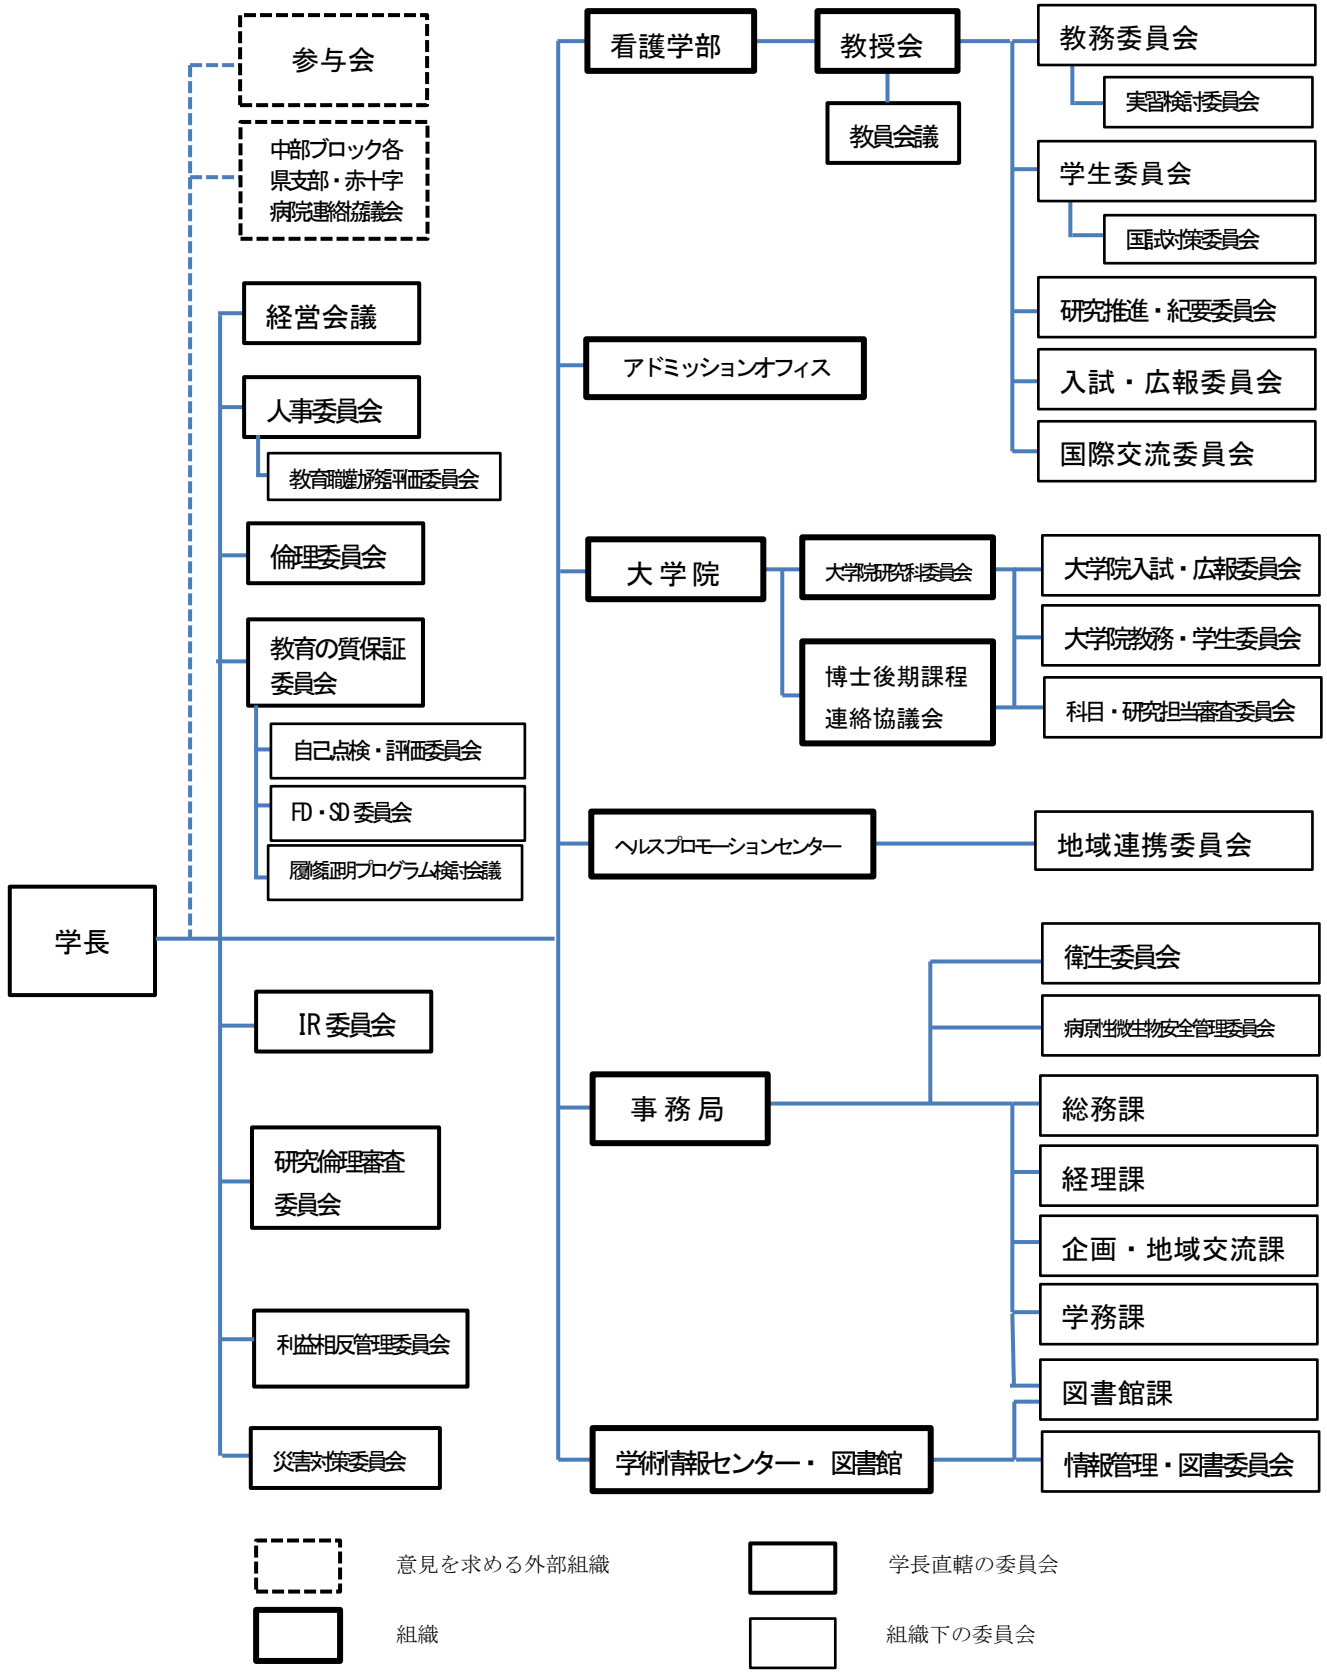 参与会
中部ブロック各
県支部・赤十字
病院連絡協議会
経営会議
人事委員会
教育職勤務評価委員会
倫理委員会
教育の質保証
委員会
自己点検・評価委員会
FD・SD 委員会
履修証明プログラム検討会議
学長
IR 委員会
研究倫理審査
委員会
利益相反管理委員会
災害対策委員会
看護学部
教授会
教員会議
教務委員会
実習検討委員会
学生委員会
国試対策委員会
研究推進・紀要委員会
入試・広報委員会
国際交流委員会
アドミッションオフィス
大学院
大学院研究科委員会
博士後期課程
連絡協議会
大学院入試・広報委員会
大学院教務・学生委員会
科目・研究担当審査委員会
ヘルスプロモーションセンター
地域連携委員会
事務局
衛生委員会
病原性微生物安全管理委員会
総務課
経理課
企画・地域交流課
学務課
図書館課
学術情報センター・ 図書館
情報管理・図書委員会
意見を求める外部組織
学長直轄の委員会
組織
組織下の委員会